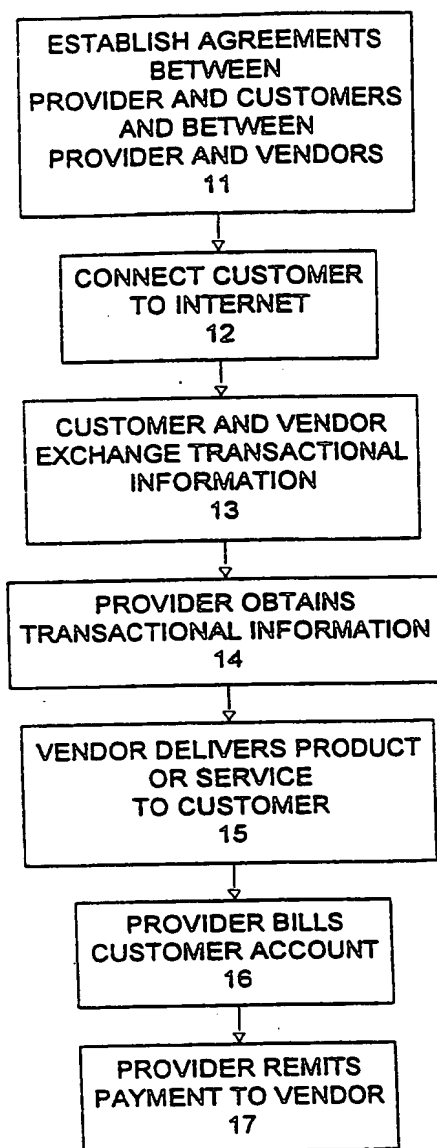 ESTABLISH AGREEMENTS
BETWEEN
PROVIDER AND CUSTOMERS
AND BETWEEN
PROVIDER AND VENDORS
11
CONNECT CUSTOMER
TO INTERNET
12
CUSTOMER AND VENDOR
EXCHANGE TRANSACTIONAL
INFORMATION
13
PROVIDER OBTAINS
TRANSACTIONAL INFORMATION
14
VENDOR DELIVERS PRODUCT
OR SERVICE
TO CUSTOMER
15
PROVIDER BILLS
CUSTOMER ACCOUNT
16
PROVIDER REMITS
PAYMENT TO VENDOR
17